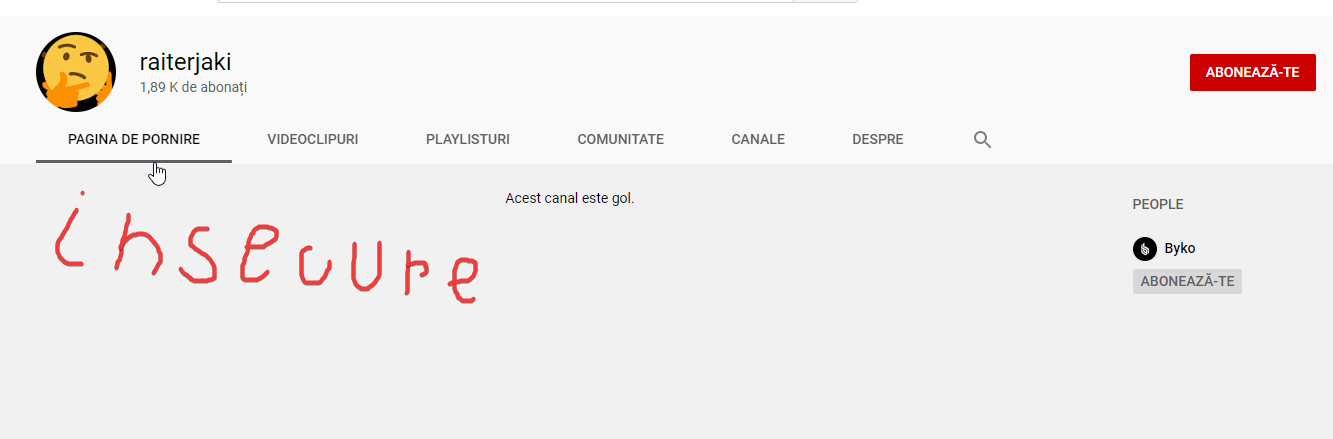 raiterjaki
1,89 K de abonați
ABONEAZĂ-TE
PAGINA DE PORNIRE VIDEOCLIPURI PLAYLISTURI COMUNITATE CANALE DESPRE
Acest canal este gol.
insecure
PEOPLE
Byko
ABONEAZĂ-TE